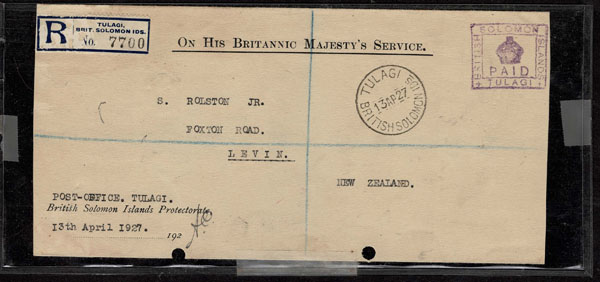 R
TULAGI,
BRIT. SOLOMON IDS.
No. 7700
ON HIS BRITANNIC MAJESTY'S SERVICE.
SOLOMON
BRITISH
ISLANDS
PAID
TULAGI
TULAGI
13 AP 27
BRITISH SOLOMON IDS
S. ROLSTON JR.
FOXTON ROAD.
LEVIN.
NEW ZEALAND.
POST-OFFICE. TULAGI.
British Solomon Islands Protectorate,
13th April 1927.
192